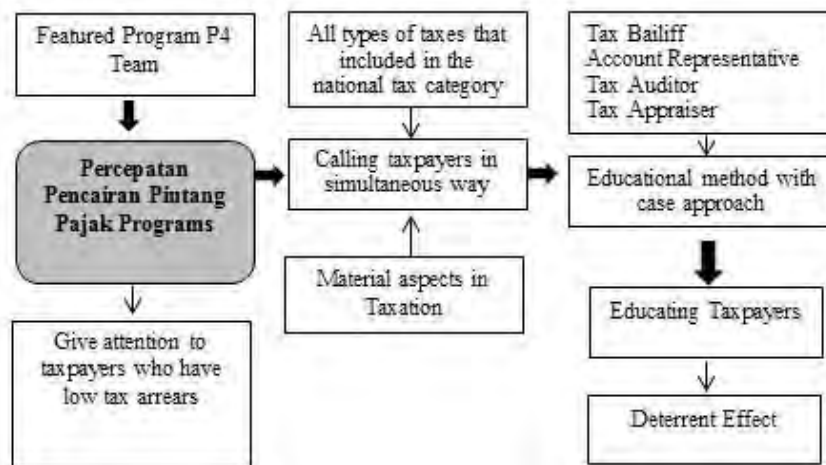 Featured Program P4
Team
Percepatan
Pencairan Pintang
Pajak Programs
Give attention to
taxpayers who have
low tax arrears
All types of taxes that
included in the
national tax category
Calling taxpayers in
simultaneous way
Material aspects in
Taxation
Tax Bailiff
Account Representative
Tax Auditor
Tax Appraiser
Educational method with
case approach
Educating Taxpayers
Deterrent Effect